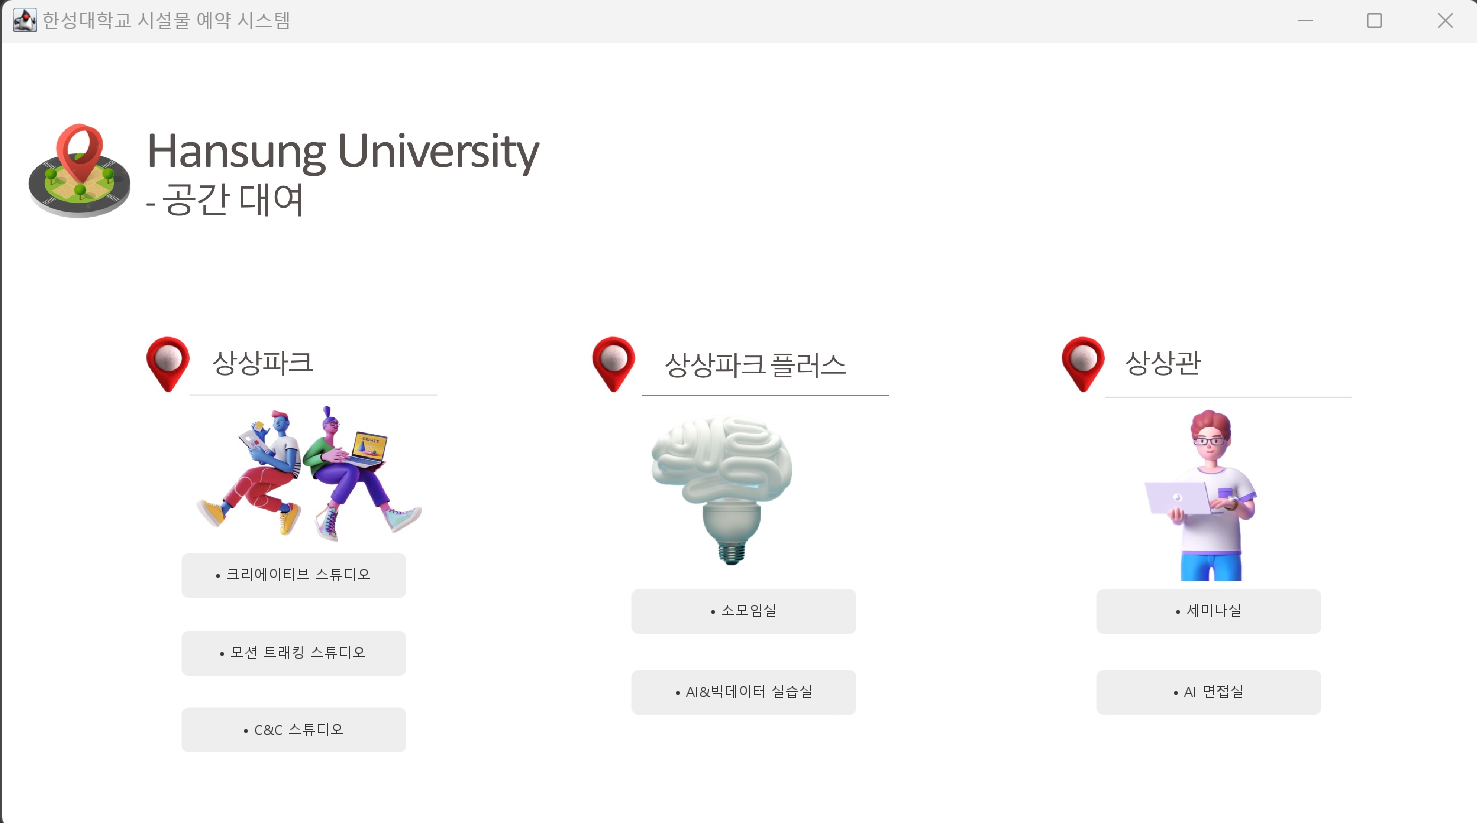 한성대학교 시설물 예약 시스템
Hansung University
- 공간 대여
상상파크
• 크리에이티브 스튜디오
• 모션 트래킹 스튜디오
• C&C 스튜디오
상상파크 플러스
• 소모임실
• AI&빅데이터 실습실
상상관
• 세미나실
• AI 면접실